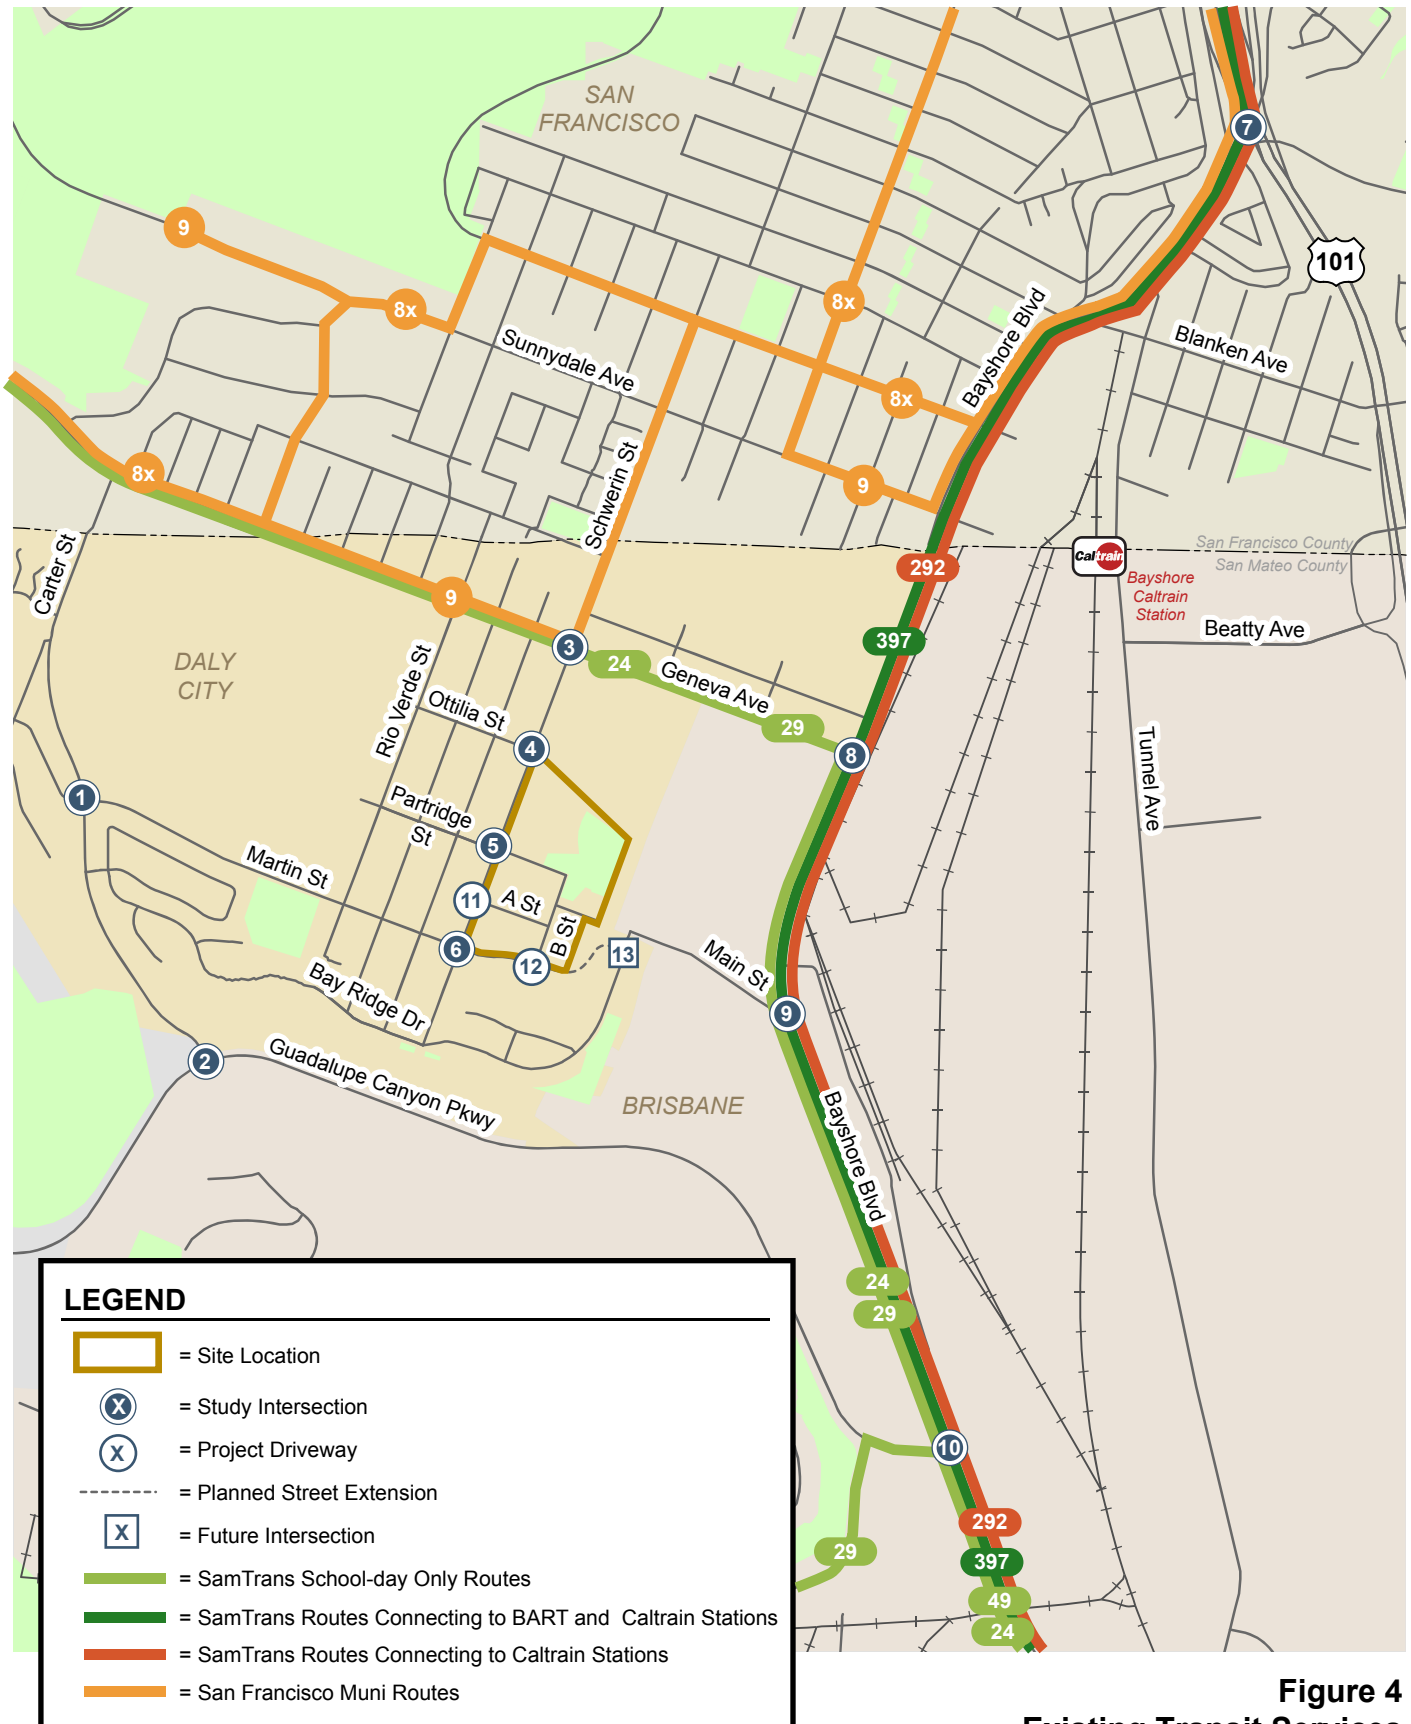 SAN
FRANCISCO
7
9
101
8x
8x
Bayshore Blvd
Sunnydale Ave
Blanken Ave
8x
8x
9
Schwerin St
Carter St
San Francisco County
San Mateo County
Caltrain
Bayshore
Caltrain
Station
292
9
Beatty Ave
397
3
24
DALY
CITY
Rio Verde St
Geneva Ave
Ottilia St
29
4
8
Tunnel Ave
1
Partridge
St
5
Martin St
11
A St
B St
6
12
13
Main St
Bay Ridge Dr
9
2
Guadalupe Canyon Pkwy
BRISBANE
Bayshore Blvd
24
29
10
292
29
397
49
24
LEGEND
= Site Location
X = Study Intersection
X = Project Driveway
= Planned Street Extension
X = Future Intersection
= SamTrans School-day Only Routes
= SamTrans Routes Connecting to BART and Caltrain Stations
= SamTrans Routes Connecting to Caltrain Stations
= San Francisco Muni Routes
Figure 4
Existing Transit Services